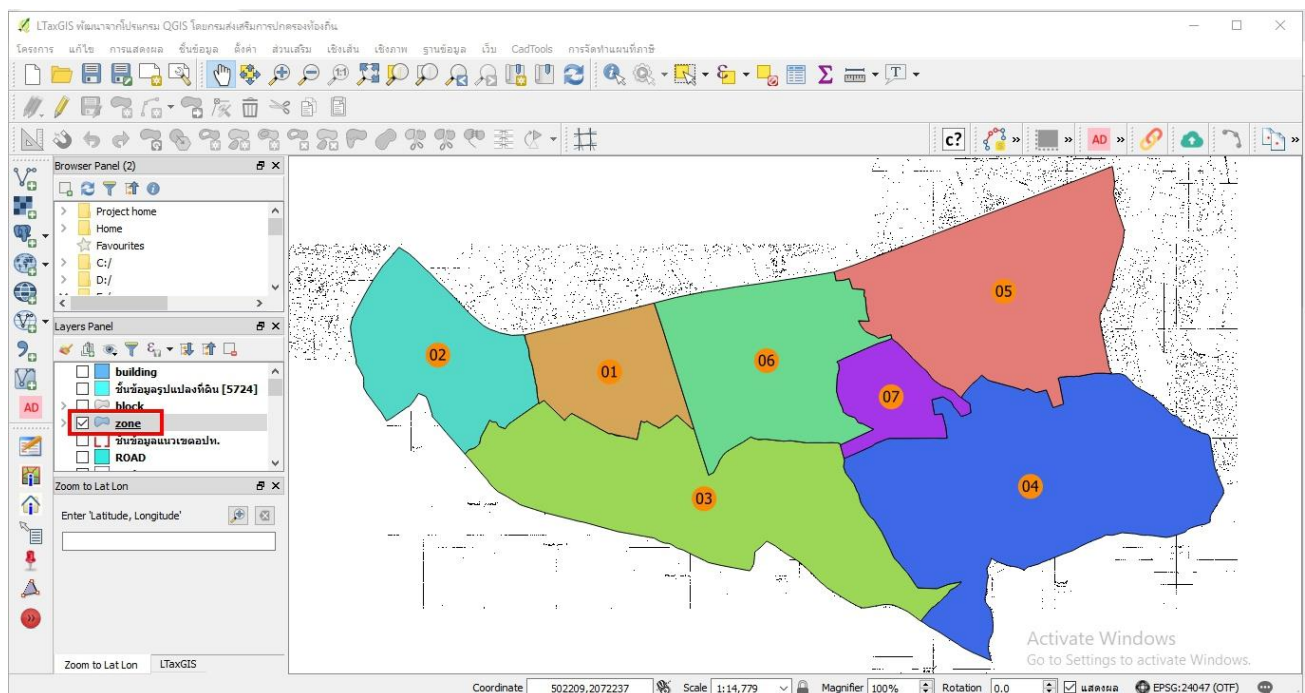 LTaxGIS พัฒนาจากโปรแกรม QGIS โดยกรมส่งเสริมการปกครองท้องถิ่น
โครงการ แก้ไข การแสดงผล ชั้นข้อมูล ตั้งค่า ส่วนเสริม เชิงเส้น เชิงภาพ ฐานข้อมูล เว็บ CadTools การจัดทำแผนที่ภาษี
c?
AD
Browser Panel (2)
Project home
Home
Favourites
C:/
D:/
Layers Panel
building
ชั้นข้อมูลรูปแปลงที่ดิน [5724]
block
zone
ชั้นข้อมูลแนวเขตอปท.
ROAD
AD
Zoom to Lat Lon
Enter 'Latitude, Longitude'
Zoom to Lat Lon LTaxGIS
05
02
01
06
07
04
03
Activate Windows
Go to Settings to activate Windows.
Coordinate 502209,2072237 Scale 1:14,779 Magnifier 100% Rotation 0.0 แสดงผล EPSG:24047 (OTF)